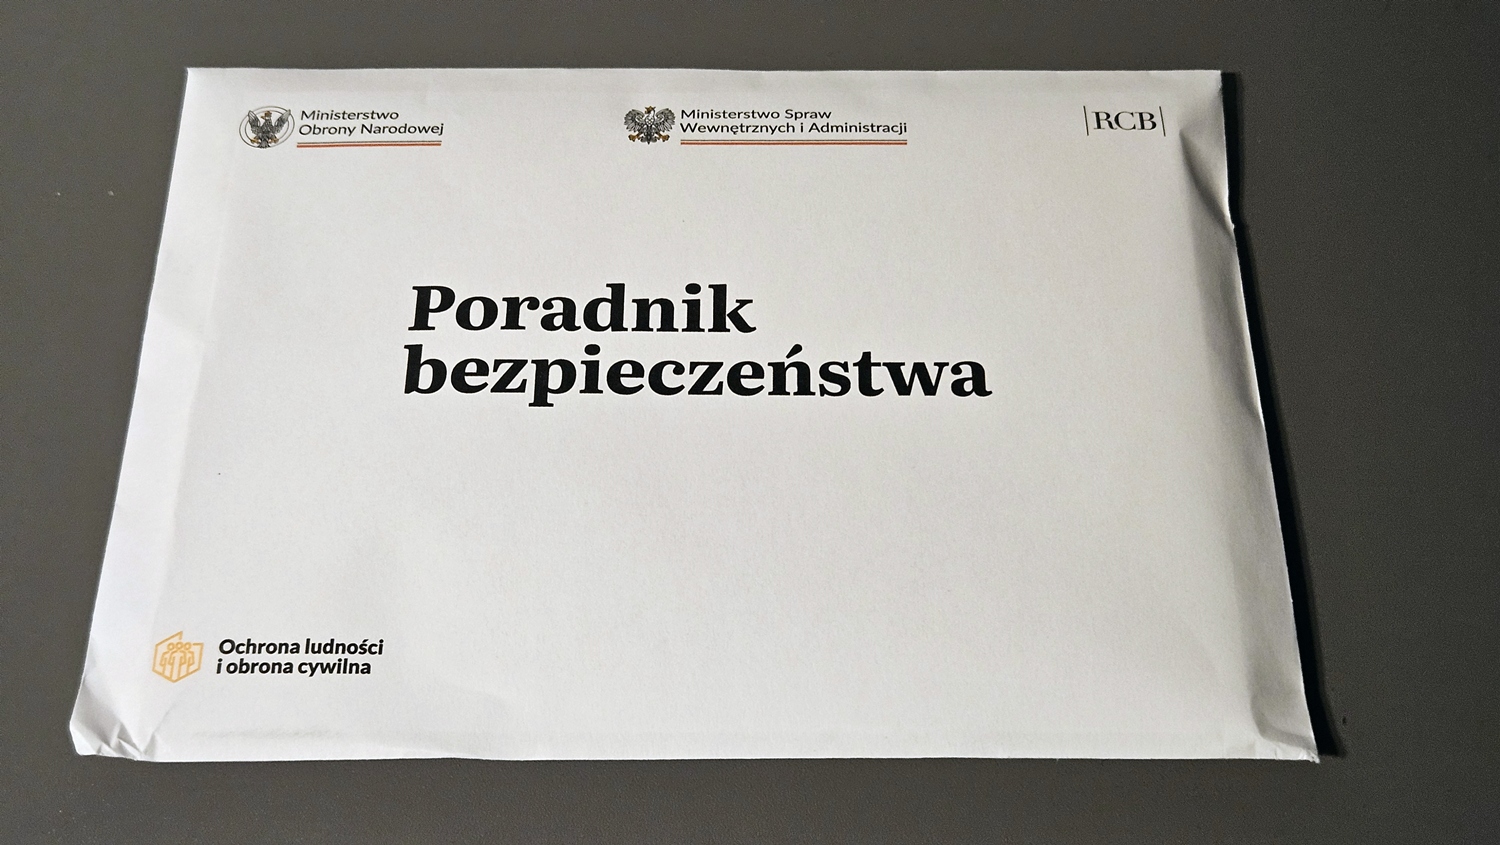 Ministerstwo
Obrony Narodowej
Ministerstwo Spraw
Wewnętrznych i Administracji
|RCB|
Poradnik
bezpieczeństwa
Ochrona ludności
i obrona cywilna